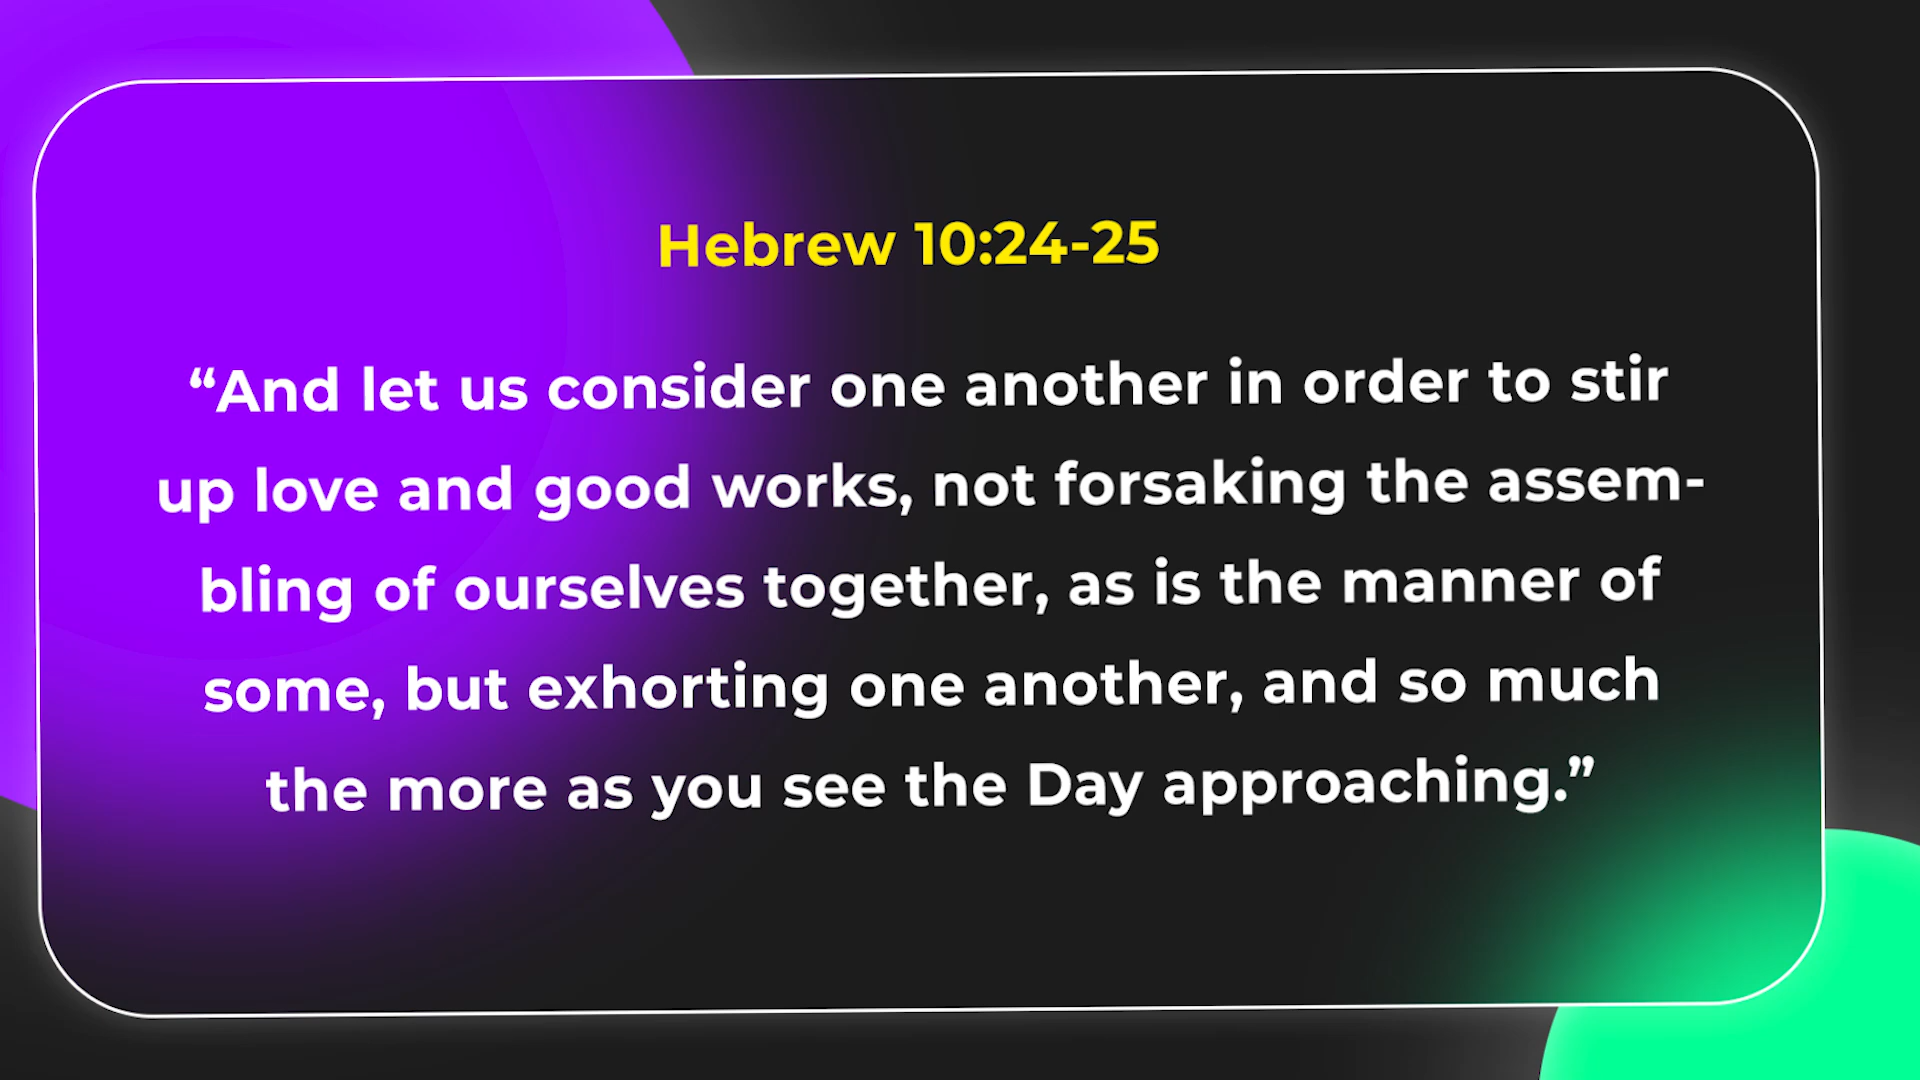 Hebrew 10:24-25
“And let us consider one another in order to stir
up love and good works, not forsaking the assem-
bling of ourselves together, as is the manner of
some, but exhorting one another, and so much
the more as you see the Day approaching.”